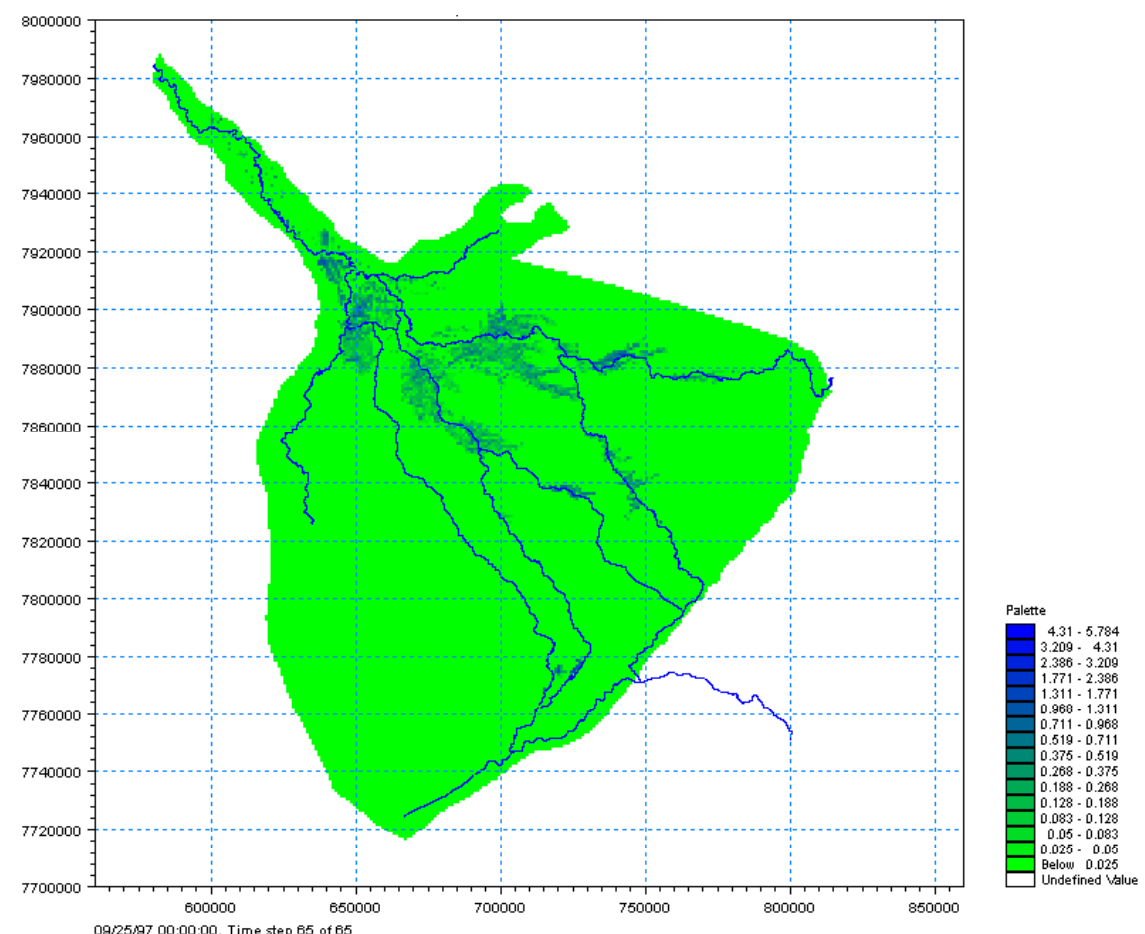 8000000
7980000
7960000
7940000
7920000
7900000
7880000
7860000
7840000
7820000
7800000
7780000
7760000
7740000
7720000
7700000
600000 650000 700000 750000 800000 850000
09/25/97 00:00:00, Time step 65 of 65
Palette
4.31 - 5.784
3.209 - 4.31
2.386 - 3.209
1.771 - 2.386
1.311 - 1.771
0.968 - 1.311
0.711 - 0.968
0.519 - 0.711
0.375 - 0.519
0.268 - 0.375
0.188 - 0.268
0.128 - 0.188
0.083 - 0.128
0.05 - 0.083
0.025 - 0.05
Below 0.025
Undefined Value